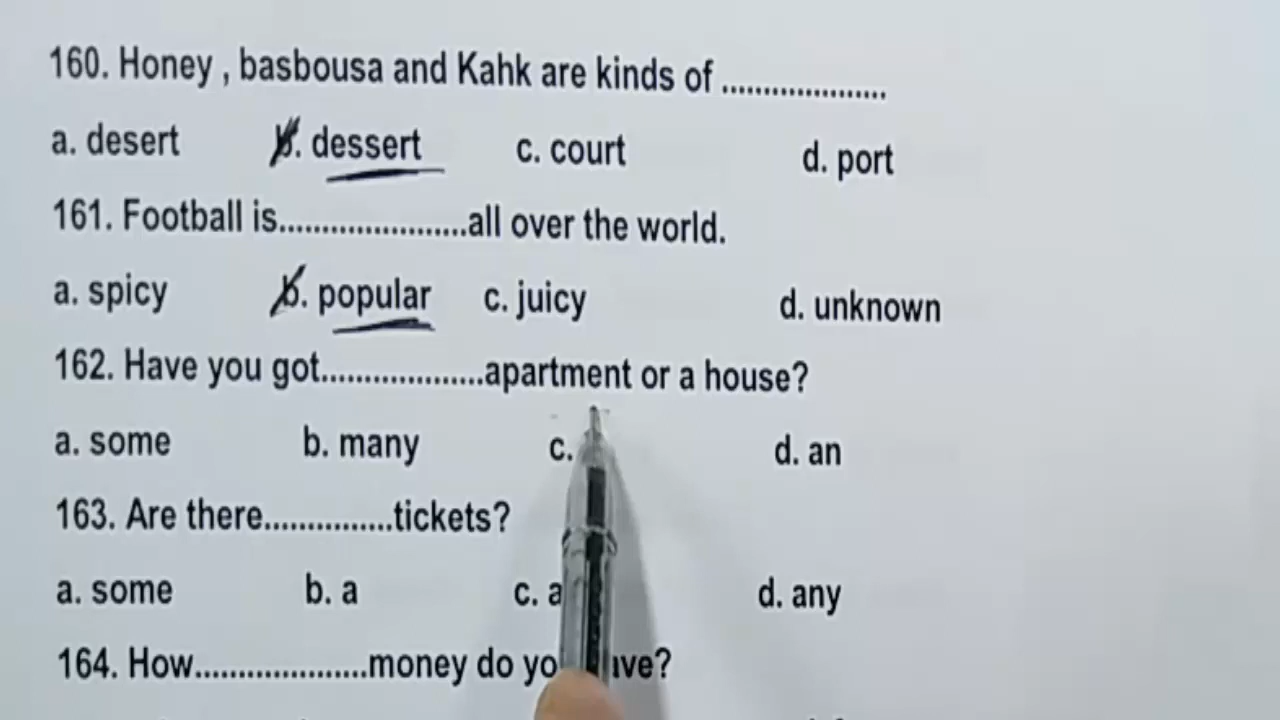 160. Honey , basbousa and Kahk are kinds of ....................
a. desert b. dessert c. court d. port
161. Football is......................all over the world.
a. spicy b. popular c. juicy d. unknown
162. Have you got...................apartment or a house?
a. some b. many c. d. an
163. Are there...............tickets?
a. some b. a c. d. any
164. How....................money do